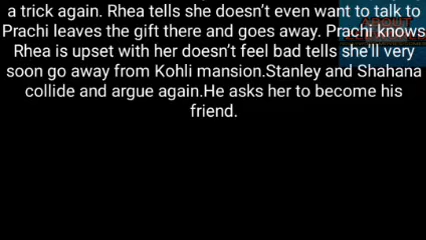 a trick again. Rhea tells she doesn’t even want to talk to
Prachi leaves the gift there and goes away. Prachi knows
Rhea is upset with her doesn’t feel bad tells she'll very
soon go away from Kohli mansion.Stanley and Shahana
collide and argue again.He asks her to become his
friend.